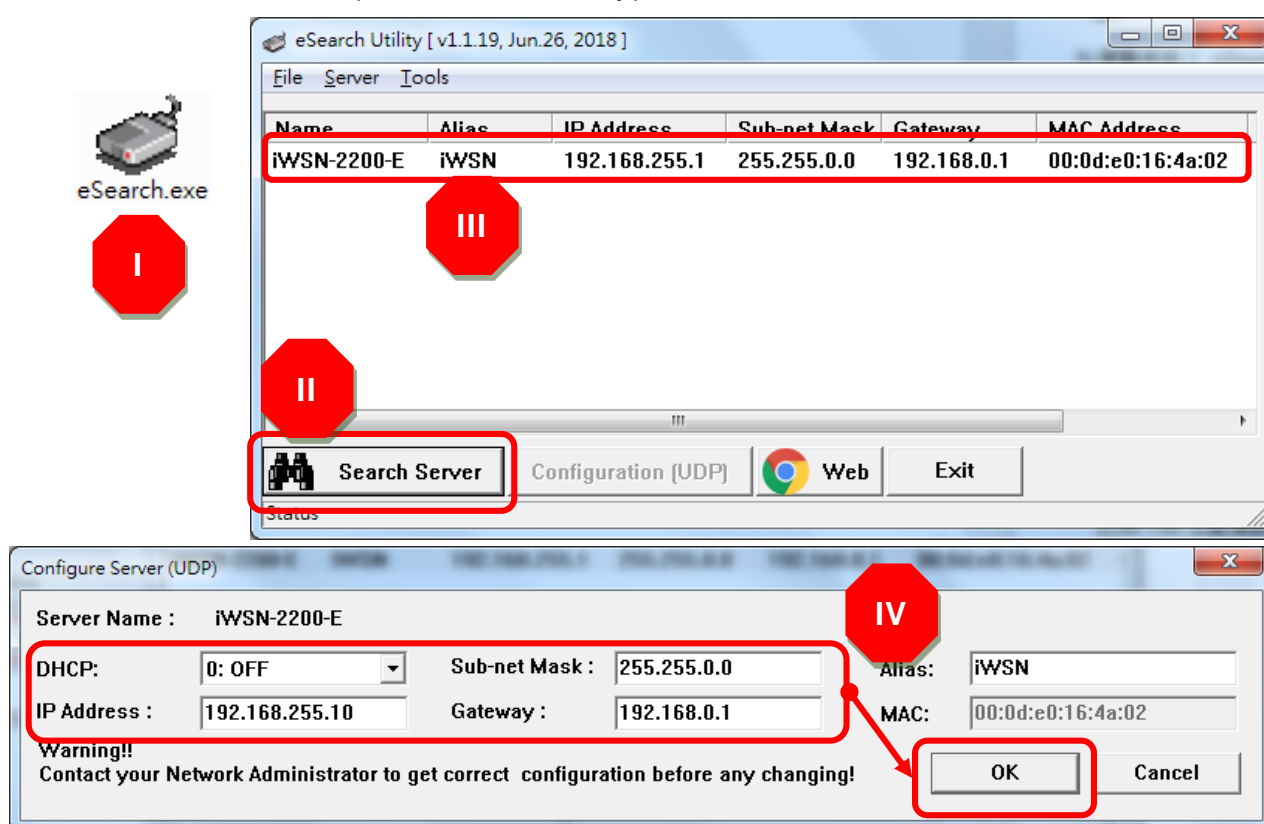 eSearch Utility [ v1.1.19, Jun.26, 2018 ]
File Server Tools
Name Alias IP Address Sub-net Mask Gateway MAC Address
iWSN-2200-E iWSN 192.168.255.1 255.255.0.0 192.168.0.1 00:0d:e0:16:4a:02
eSearch.exe
I
III
II
Search Server Configuration (UDP) Web Exit
Status
Configure Server (UDP)
IV
Server Name : iWSN-2200-E
DHCP: 0: OFF Sub-net Mask : 255.255.0.0 Alias: iWSN
IP Address : 192.168.255.10 Gateway : 192.168.0.1 MAC: 00:0d:e0:16:4a:02
Warning!!
Contact your Network Administrator to get correct configuration before any changing!
OK Cancel